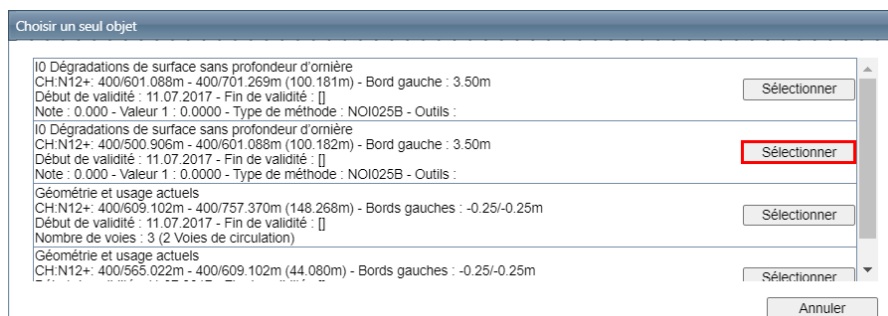 Choisir un seul objet
I0 Dégradations de surface sans profondeur d'ornière
CH:N12+: 400/601.088m - 400/701.269m (100.181m) - Bord gauche : 3.50m
Début de validité : 11.07.2017 - Fin de validité : []
Note : 0.000 - Valeur 1 : 0.0000 - Type de méthode : NOI025B - Outils :
Sélectionner
I0 Dégradations de surface sans profondeur d'ornière
CH:N12+: 400/500.906m - 400/601.088m (100.182m) - Bord gauche : 3.50m
Début de validité : 11.07.2017 - Fin de validité : []
Note : 0.000 - Valeur 1 : 0.0000 - Type de méthode : NOI025B - Outils :
Sélectionner
Géométrie et usage actuels
CH:N12+: 400/609.102m - 400/757.370m (148.268m) - Bords gauches : -0.25/-0.25m
Début de validité : 11.07.2017 - Fin de validité : []
Nombre de voies : 3 (2 Voies de circulation)
Sélectionner
Géométrie et usage actuels
CH:N12+: 400/565.022m - 400/609.102m (44.080m) - Bords gauches : -0.25/-0.25m
Sélectionner
Annuler